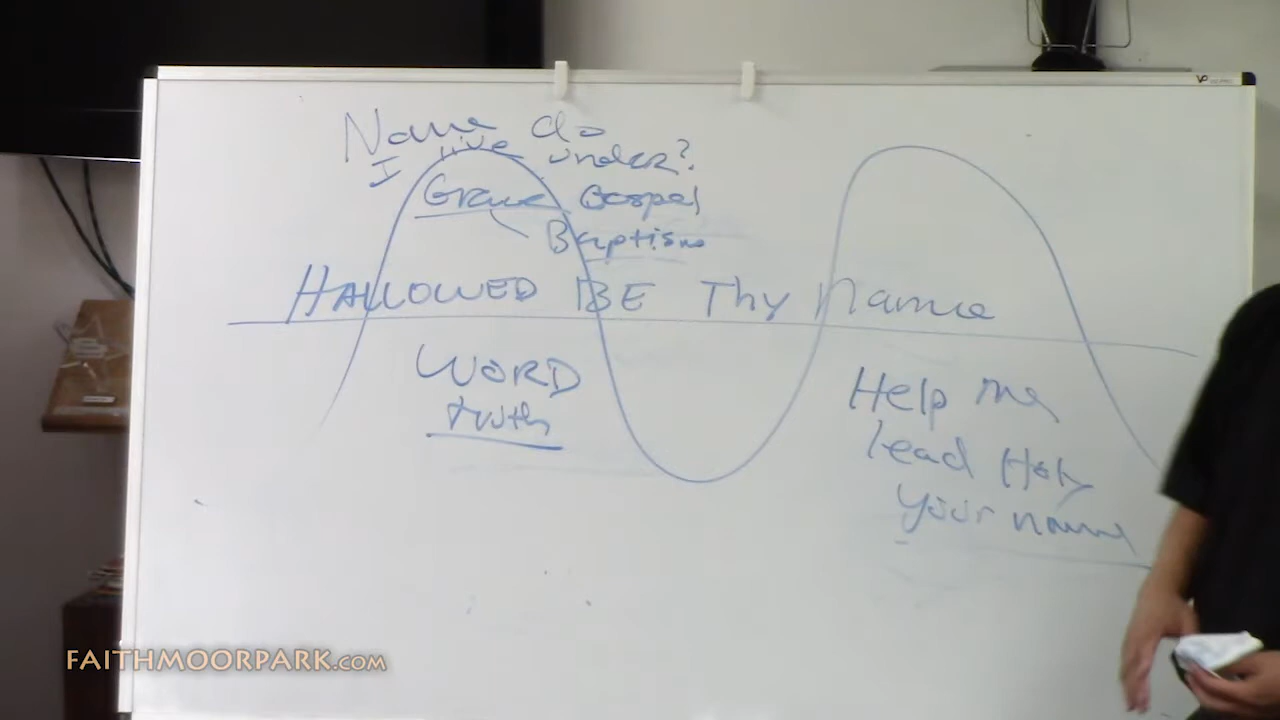 Name do
I live under?
Grace Gospel
Baptism
HALLOWED BE Thy Name
WORD
truth
Help me
lead Holy
your name
FAITHMOORPARK.COM